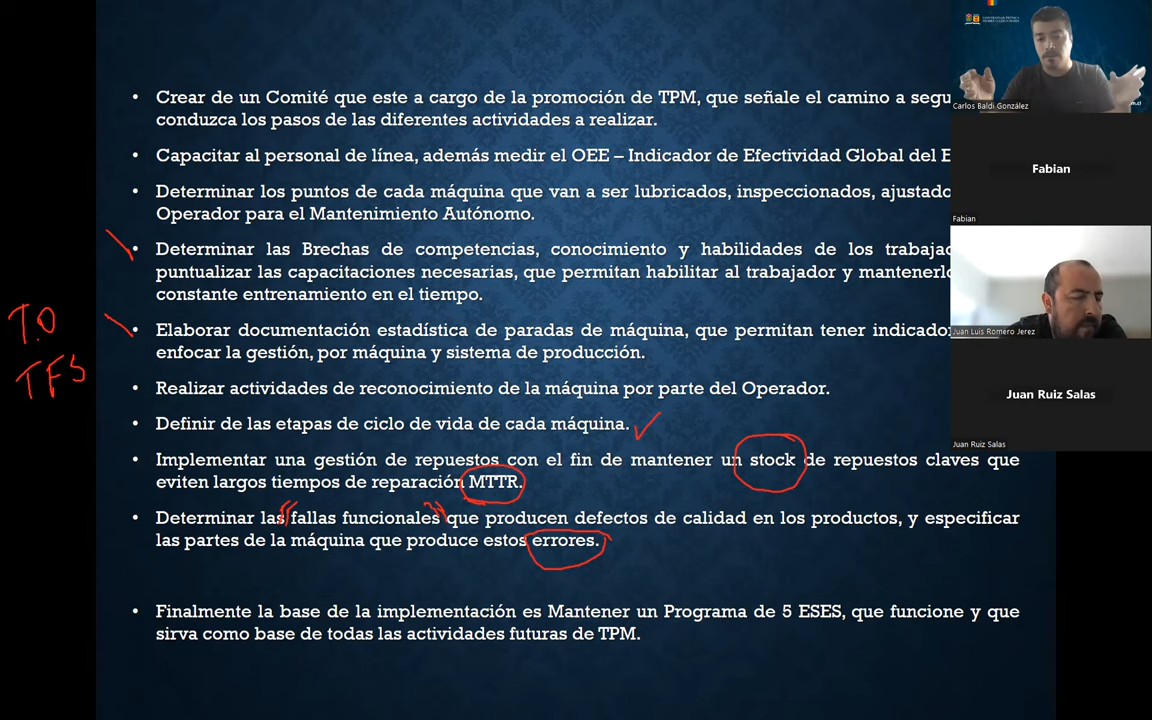 • Crear de un Comité que este a cargo de la promoción de TPM, que señale el camino a
conduzca los pasos de las diferentes actividades a realizar.
• Capacitar al personal de línea, además medir el OEE – Indicador de Efectividad Global del
• Determinar los puntos de cada máquina que van a ser lubricados, inspeccionados,
Operador para el Mantenimiento Autónomo.
• Determinar las Brechas de competencias, conocimiento y habilidades de los
puntualizar las capacitaciones necesarias, que permitan habilitar al trabajador y
constante entrenamiento en el tiempo.
• Elaborar documentación estadística de paradas de máquina, que permitan tener
enfocar la gestión, por máquina y sistema de producción.
• Realizar actividades de reconocimiento de la máquina por parte del Operador.
• Definir de las etapas de ciclo de vida de cada máquina.
• Implementar una gestión de repuestos con el fin de mantener un stock de repuestos claves que
eviten largos tiempos de reparación MTTR.
• Determinar las fallas funcionales que producen defectos de calidad en los productos, y especificar
las partes de la máquina que produce estos errores.
• Finalmente la base de la implementación es Mantener un Programa de 5 ESES, que funcione y que
sirva como base de todas las actividades futuras de TPM.
T.O
TFS
Carlos Baldi González
Fabian
Fabian
Juan Luis Romero Jerez
Juan Ruiz Salas
Juan Ruiz Salas